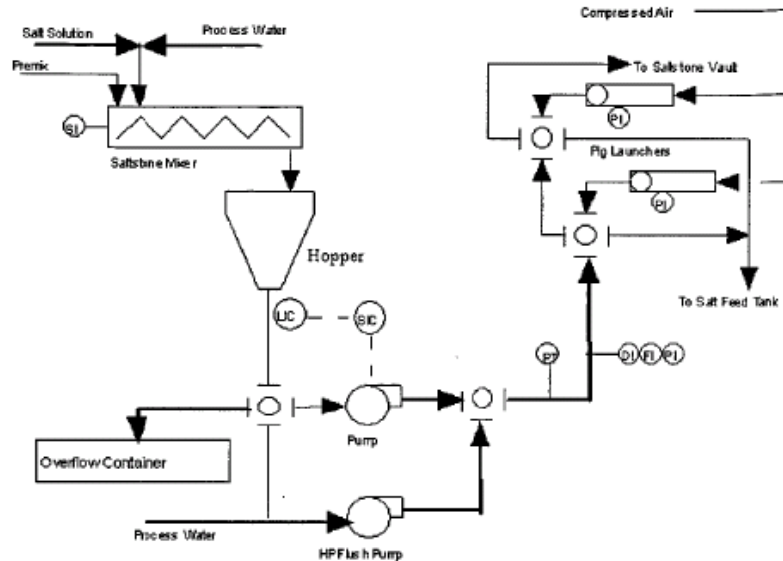 Compressed Air
Salt Solution
Process Water
Premix
To Saltstone Vault
SI
PI
Saltstone Mixer
Pig Launchers
PI
Hopper
LIC
SIC
To Salt Feed Tank
PT
DI
FI
PI
Pump
Overflow Container
Process Water
HP Flush Pump